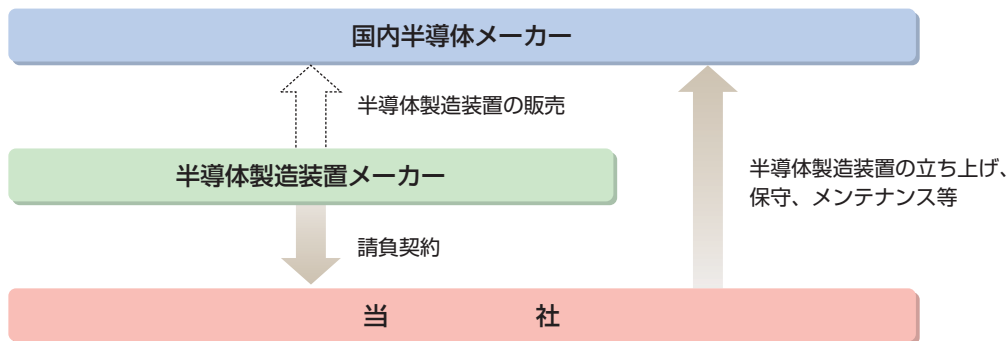 国内半導体メーカー
半導体製造装置の販売
半導体製造装置メーカー
半導体製造装置の立ち上げ、
保守、メンテナンス等
請負契約
当　　　社